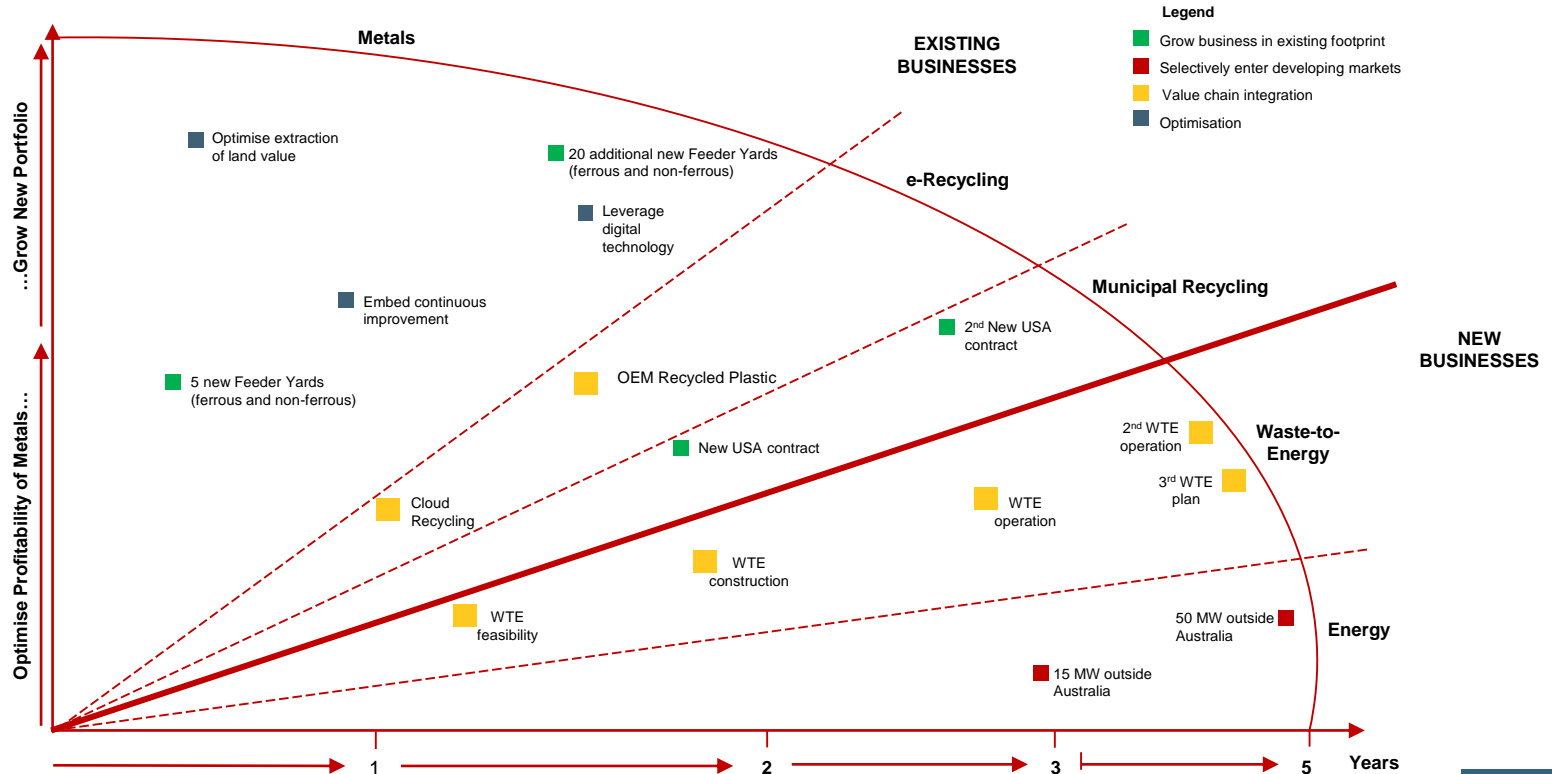 Legend
Grow business in existing footprint
Selectively enter developing markets
Value chain integration
Optimisation
Metals
EXISTING
BUSINESSES
e-Recycling
Municipal Recycling
NEW
BUSINESSES
Waste-to-
Energy
Energy
...Grow New Portfolio
Optimise Profitability of Metals...
Optimise extraction
of land value
20 additional new Feeder Yards
(ferrous and non-ferrous)
Leverage
digital
technology
Embed continuous
improvement
5 new Feeder Yards
(ferrous and non-ferrous)
OEM Recycled Plastic
2nd New USA
contract
New USA contract
Cloud
Recycling
2nd WTE
operation
3rd WTE
plan
WTE
operation
WTE
construction
WTE
feasibility
50 MW outside
Australia
15 MW outside
Australia
1
2
3
5
Years